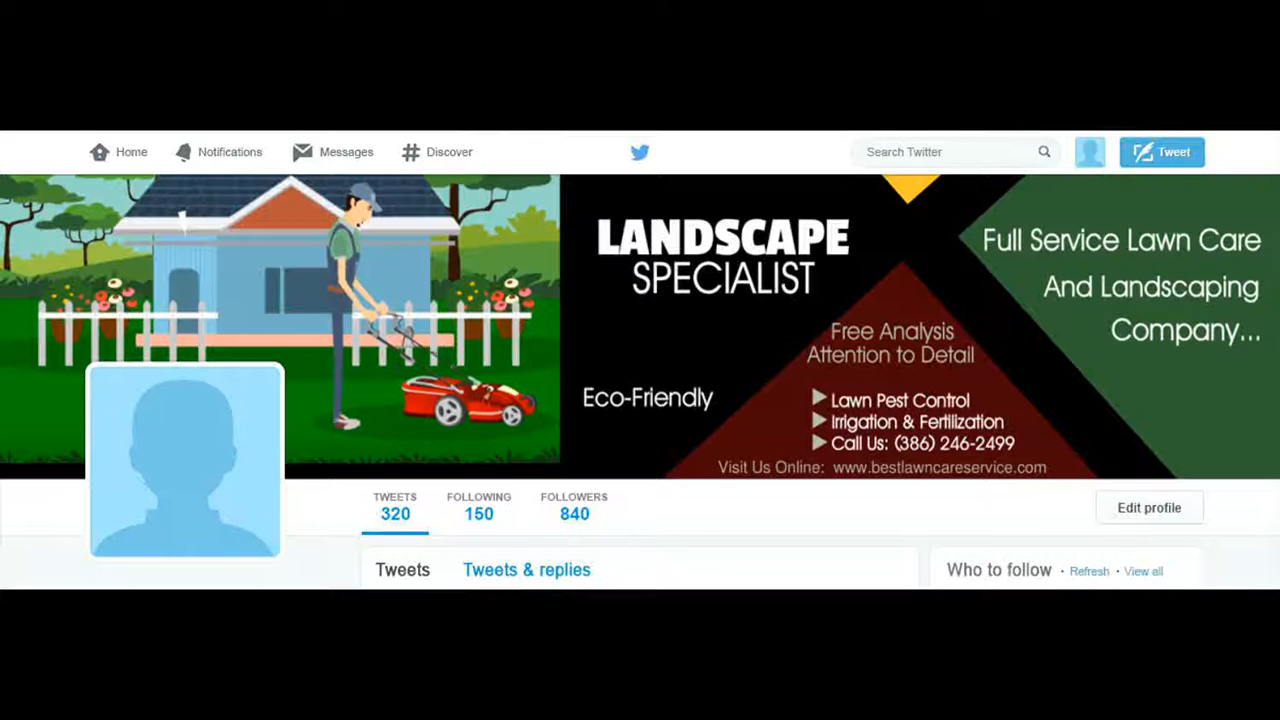 Home
Notifications
Messages
Discover
Search Twitter
Tweet
LANDSCAPE
SPECIALIST
Eco-Friendly
Free Analysis
Attention to Detail
Lawn Pest Control
Irrigation & Fertilization
Call Us: (386) 246-2499
Visit Us Online: www.bestlawncareservice.com
Full Service Lawn Care
And Landscaping
Company...
TWEETS
320
FOLLOWING
150
FOLLOWERS
840
Edit profile
Tweets
Tweets & replies
Who to follow · Refresh · View all